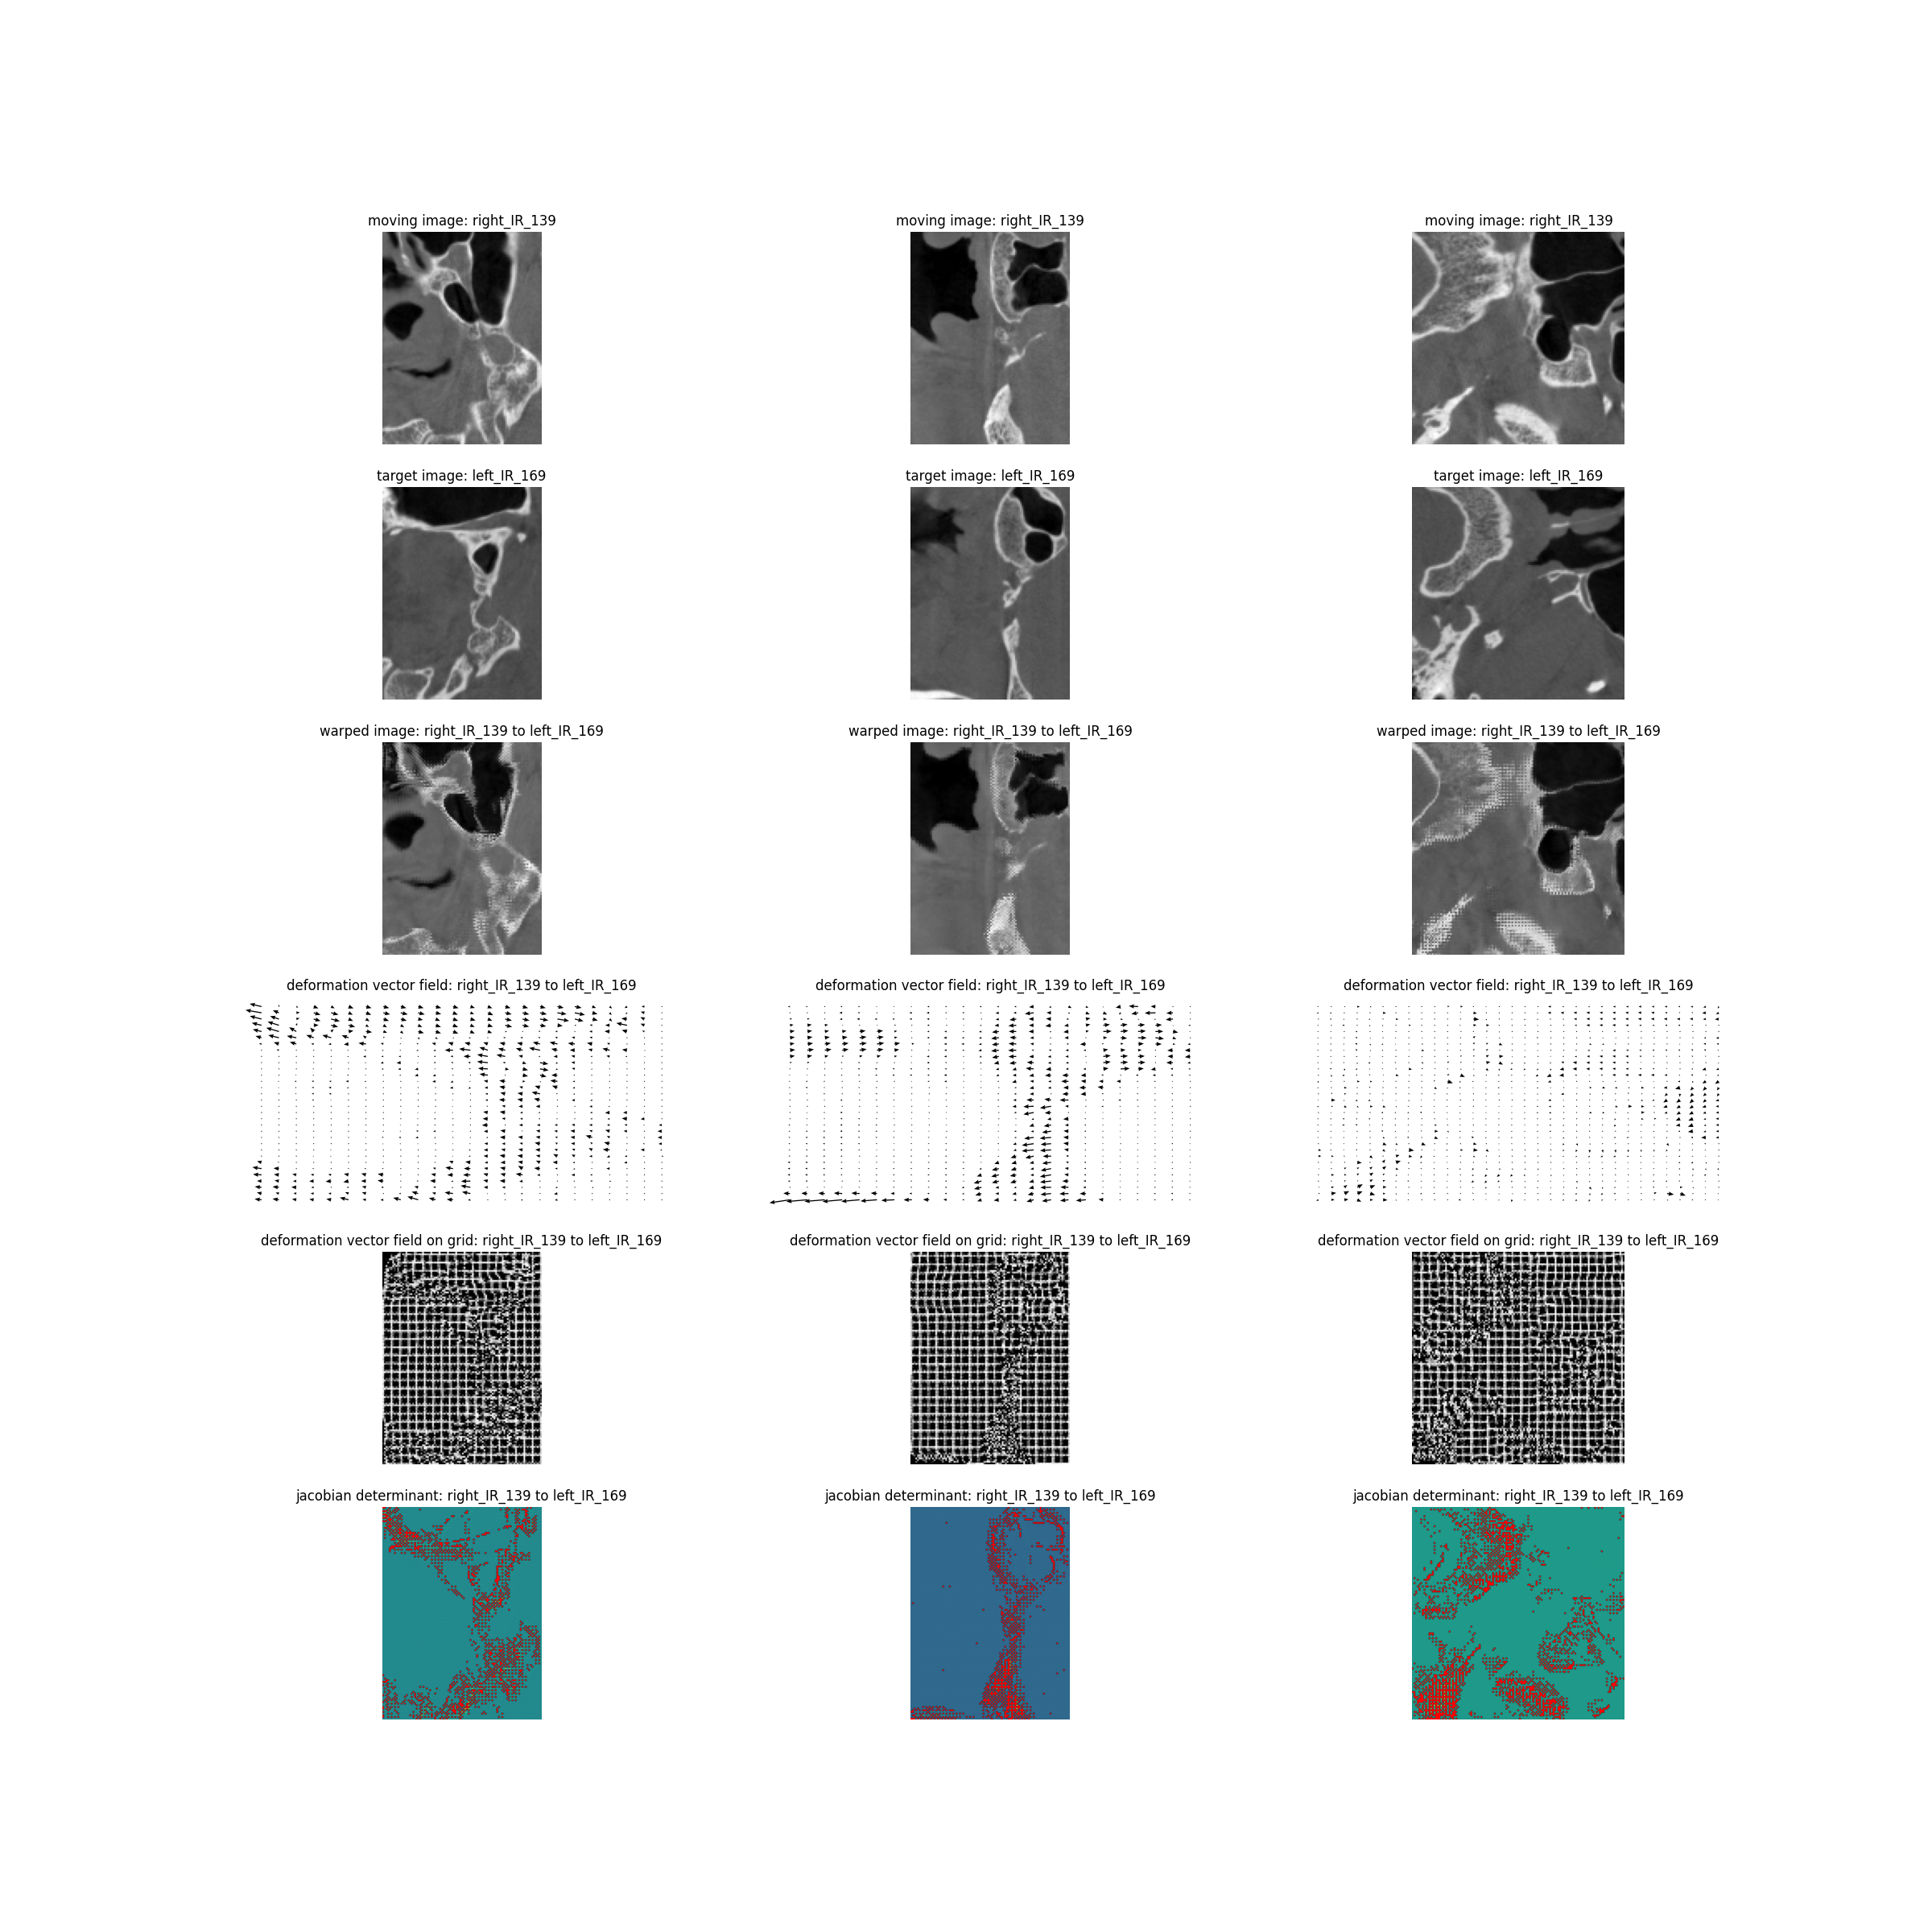 moving image: right_IR_139
moving image: right_IR_139
moving image: right_IR_139
target image: left_IR_169
target image: left_IR_169
target image: left_IR_169
warped image: right_IR_139 to left_IR_169
warped image: right_IR_139 to left_IR_169
warped image: right_IR_139 to left_IR_169
deformation vector field: right_IR_139 to left_IR_169
deformation vector field: right_IR_139 to left_IR_169
deformation vector field: right_IR_139 to left_IR_169
deformation vector field on grid: right_IR_139 to left_IR_169
deformation vector field on grid: right_IR_139 to left_IR_169
deformation vector field on grid: right_IR_139 to left_IR_169
jacobian determinant: right_IR_139 to left_IR_169
jacobian determinant: right_IR_139 to left_IR_169
jacobian determinant: right_IR_139 to left_IR_169